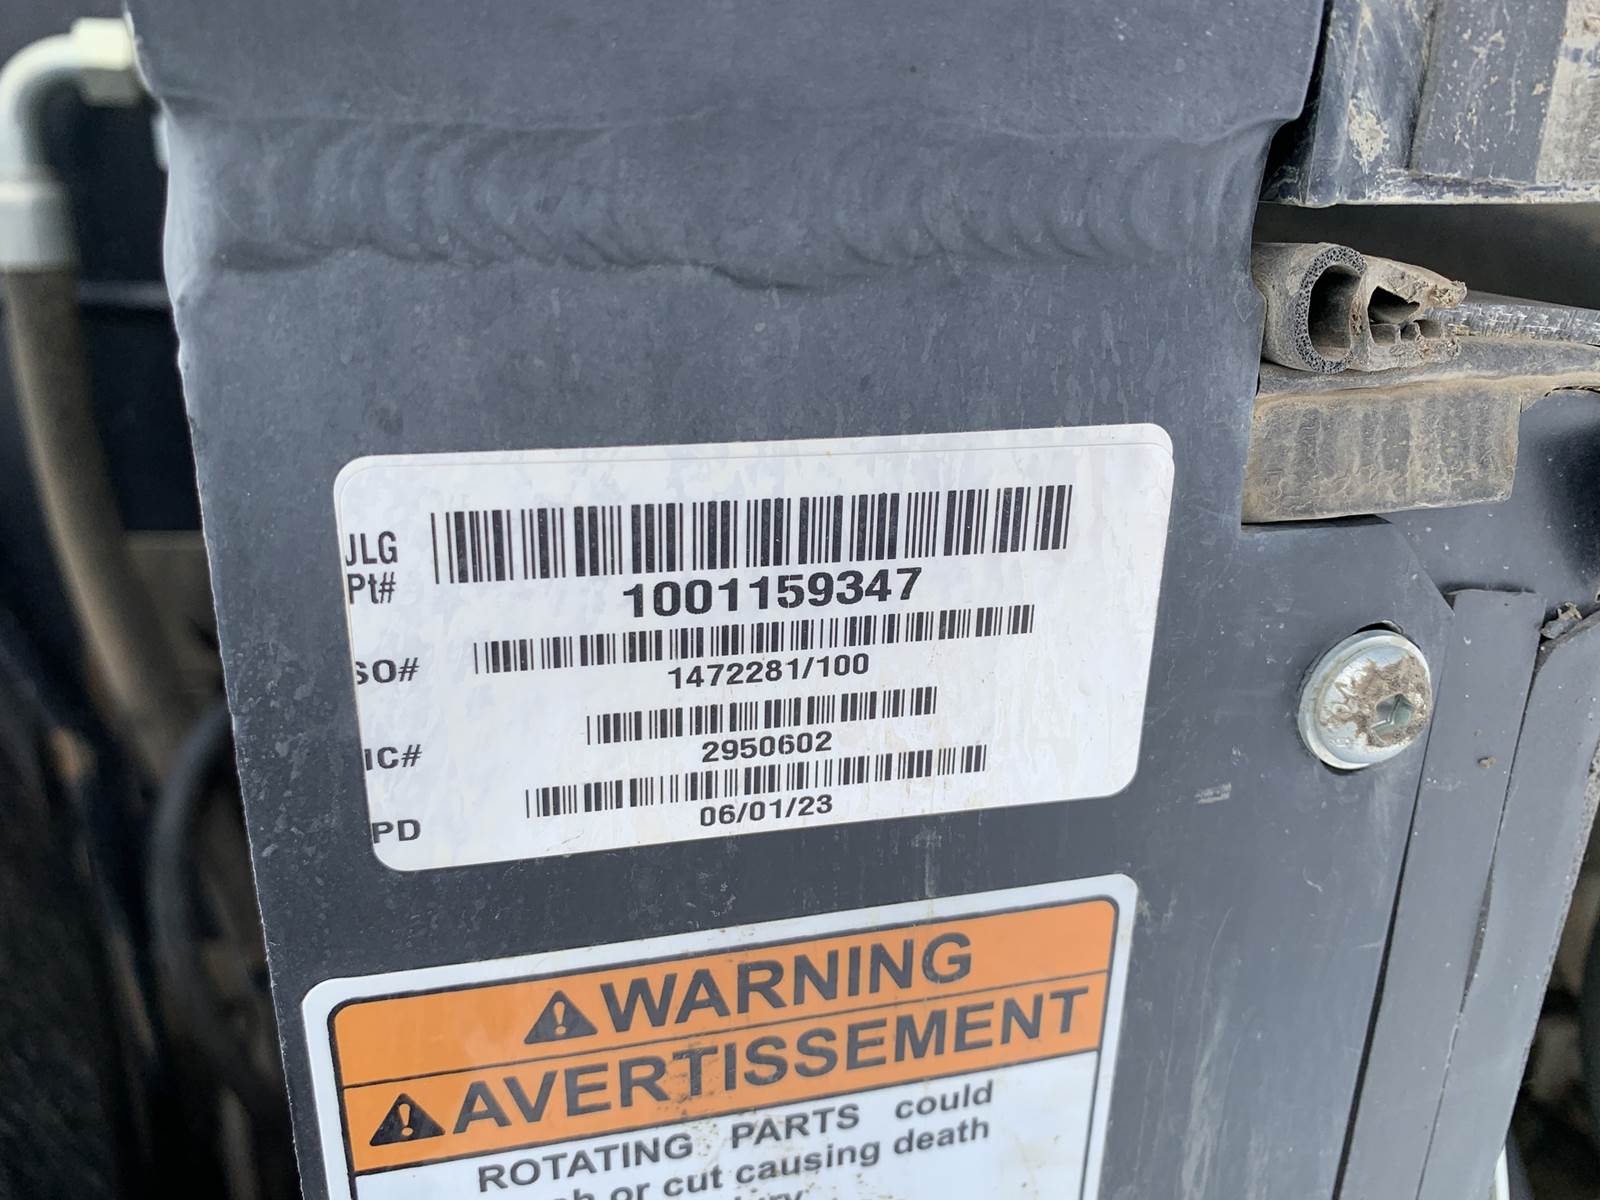 JLG
Pt#
1001159347
SO#
1472281/100
IC#
2950602
PD
06/01/23
WARNING
AVERTISSEMENT
ROTATING PARTS could
or cut causing death